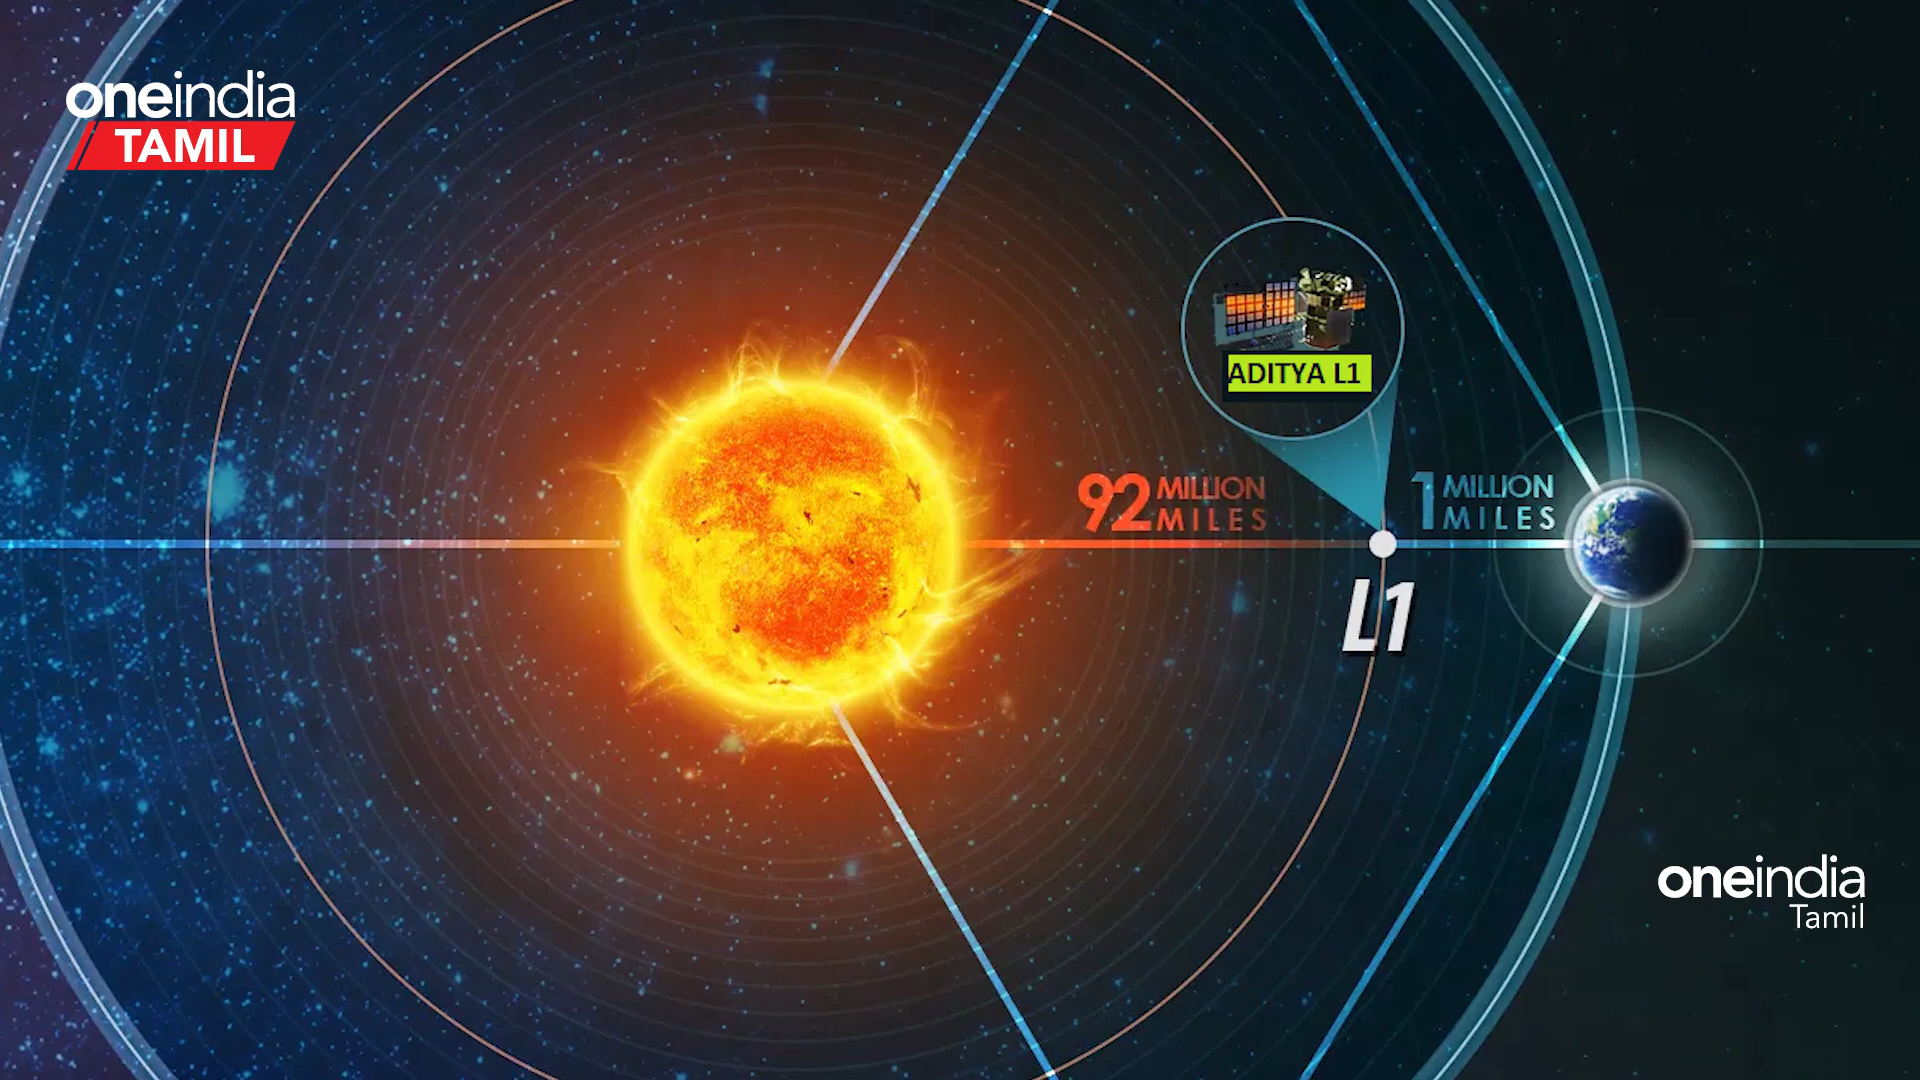 oneindia
TAMIL
ADITYA L1
92 MILLION
MILES
1 MILLION
MILES
L1
oneindia
Tamil